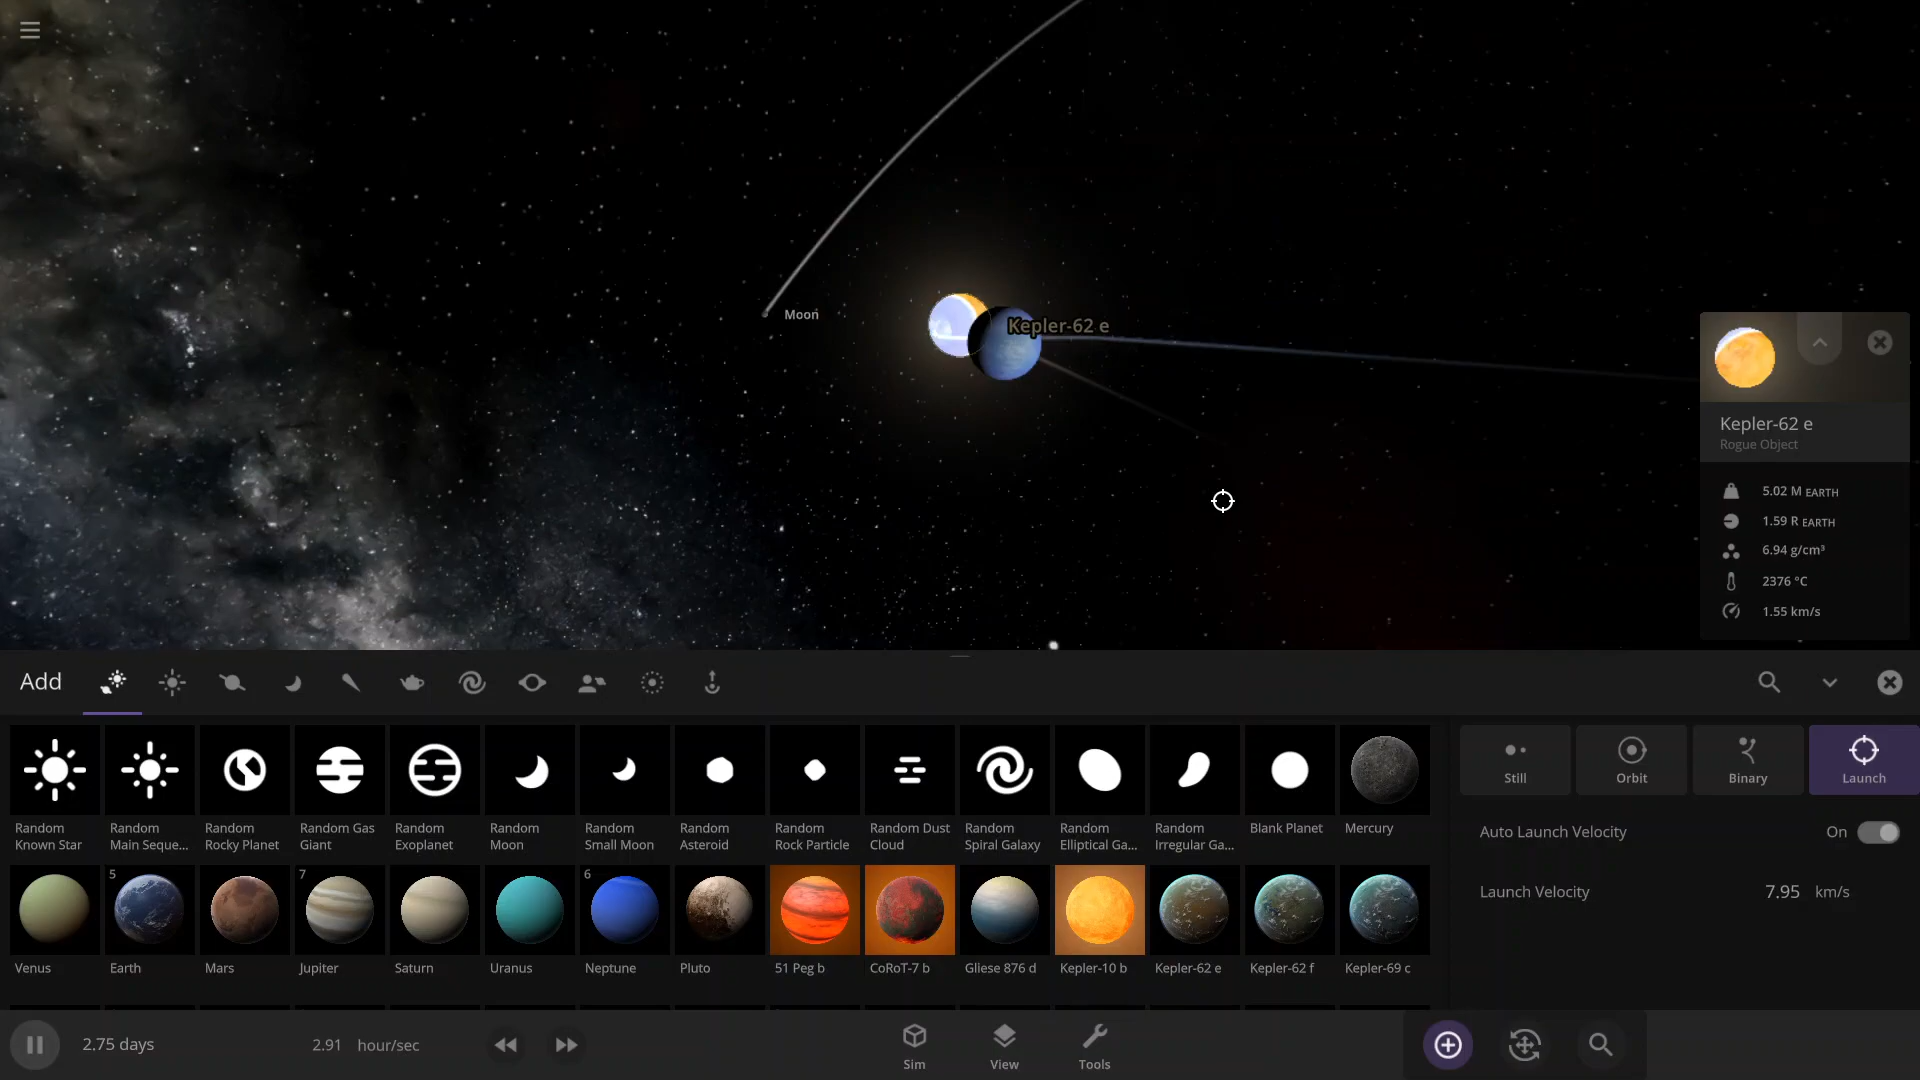 Moon
Kepler-62 e
Kepler-62 e
Rogue Object
5.02 M EARTH
1.59 R EARTH
6.94 g/cm³
2376 °C
1.55 km/s
Add
Random Known Star
Random Main Seque...
Random Rocky Planet
Random Gas Giant
Random Exoplanet
Random Moon
Random Small Moon
Random Asteroid
Random Rock Particle
Random Dust Cloud
Random Spiral Galaxy
Random Elliptical Ga...
Random Irregular Ga...
Blank Planet
Mercury
Still
Orbit
Binary
Launch
Auto Launch Velocity On
Launch Velocity 7.95 km/s
5
7
6
Venus
Earth
Mars
Jupiter
Saturn
Uranus
Neptune
Pluto
51 Peg b
CoRoT-7 b
Gliese 876 d
Kepler-10 b
Kepler-62 e
Kepler-62 f
Kepler-69 c
2.75 days
2.91 hour/sec
Sim
View
Tools